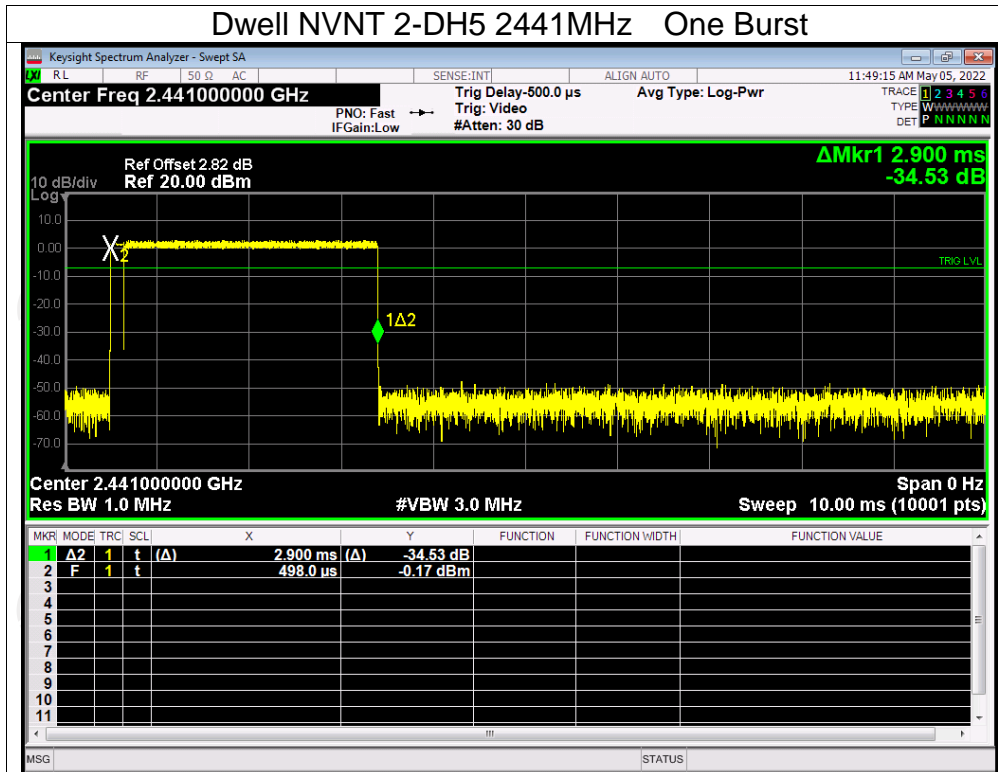 Dwell NVNT 2-DH5 2441MHz One Burst
Keysight Spectrum Analyzer - Swept SA
LXI RL RF 50 Ω AC SENSE:INT ALIGN AUTO 11:49:15 AM May 05, 2022
Center Freq 2.441000000 GHz Trig Delay-500.0 µs Avg Type: Log-Pwr TRACE 1 2 3 4 5 6
PNO: Fast Trig: Video TYPE WWWWWW
IFGain:Low #Atten: 30 dB DET P N N N N N
ΔMkr1 2.900 ms
-34.53 dB
Ref Offset 2.82 dB
10 dB/div Ref 20.00 dBm
Log
10.0
0.00
X2
TRIG LVL
-10.0
-20.0
1Δ2
-30.0
-40.0
-50.0
-60.0
-70.0
Center 2.441000000 GHz Span 0 Hz
Res BW 1.0 MHz #VBW 3.0 MHz Sweep 10.00 ms (10001 pts)
MKR MODE TRC SCL X Y FUNCTION FUNCTION WIDTH FUNCTION VALUE
1 Δ2 1 t (Δ) 2.900 ms (Δ) -34.53 dB
2 F 1 t 498.0 µs -0.17 dBm
3
4
5
6
7
8
9
10
11
MSG STATUS